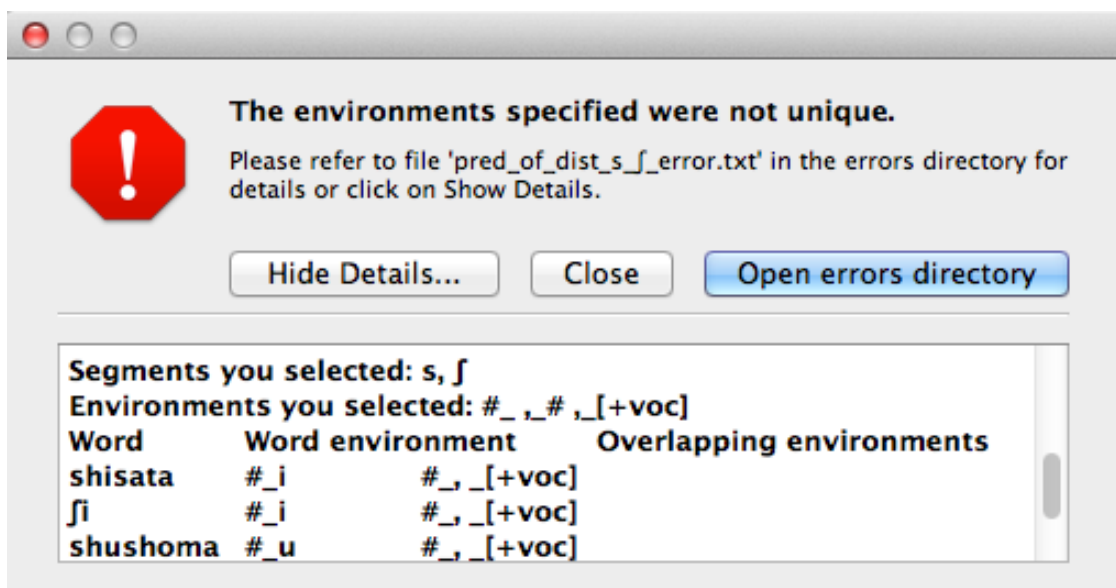 The environments specified were not unique.
Please refer to file 'pred_of_dist_s_ʃ_error.txt' in the errors directory for
details or click on Show Details.
Hide Details... Close Open errors directory
Segments you selected: s, ʃ
Environments you selected: #_ ,_# ,_[+voc]
Word Word environment Overlapping environments
shisata #_i #_, _[+voc]
ʃi #_i #_, _[+voc]
shushoma #_u #_, _[+voc]